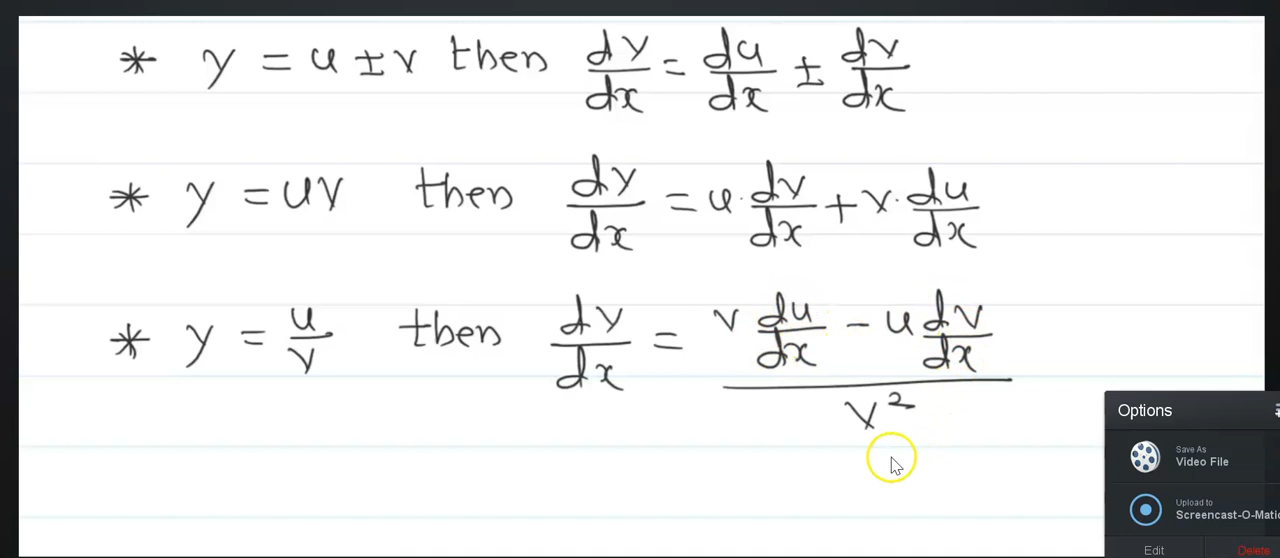 * y = u ± v then dy/dx = du/dx ± dv/dx
* y = uv then dy/dx = u · dv/dx + v · du/dx
* y = u/v then dy/dx = (v du/dx − u dv/dx) / v²
Options
Save As
Video File
Upload to
Screencast-O-Mati
Edit
Delete